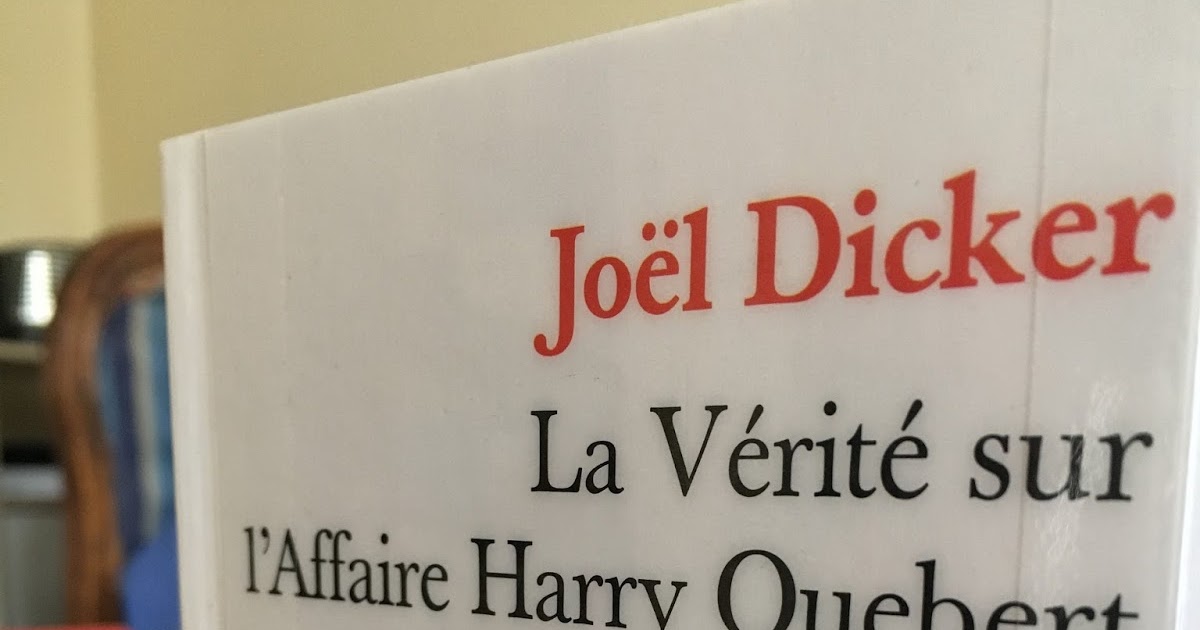 Joël Dicker
La Vérité sur
l'Affaire Harry Quebert